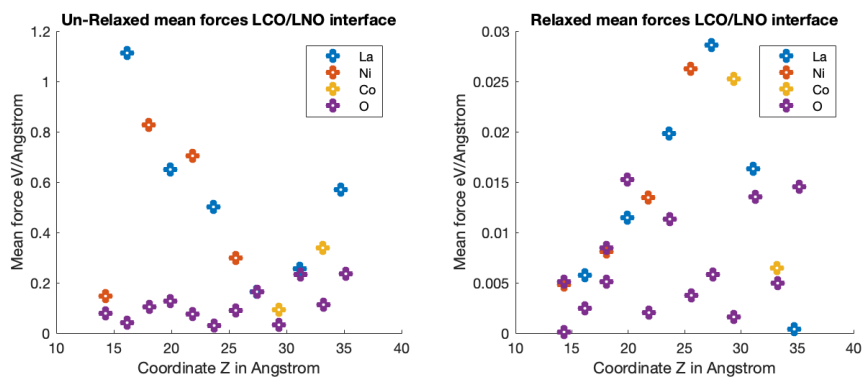 Un-Relaxed mean forces LCO/LNO interface
1.2
1
0.8
0.6
0.4
0.2
0
Mean force eV/Angstrom
10 15 20 25 30 35 40
Coordinate Z in Angstrom
La
Ni
Co
O
Relaxed mean forces LCO/LNO interface
0.03
0.025
0.02
0.015
0.01
0.005
0
Mean force eV/Angstrom
10 15 20 25 30 35 40
Coordinate Z in Angstrom
La
Ni
Co
O